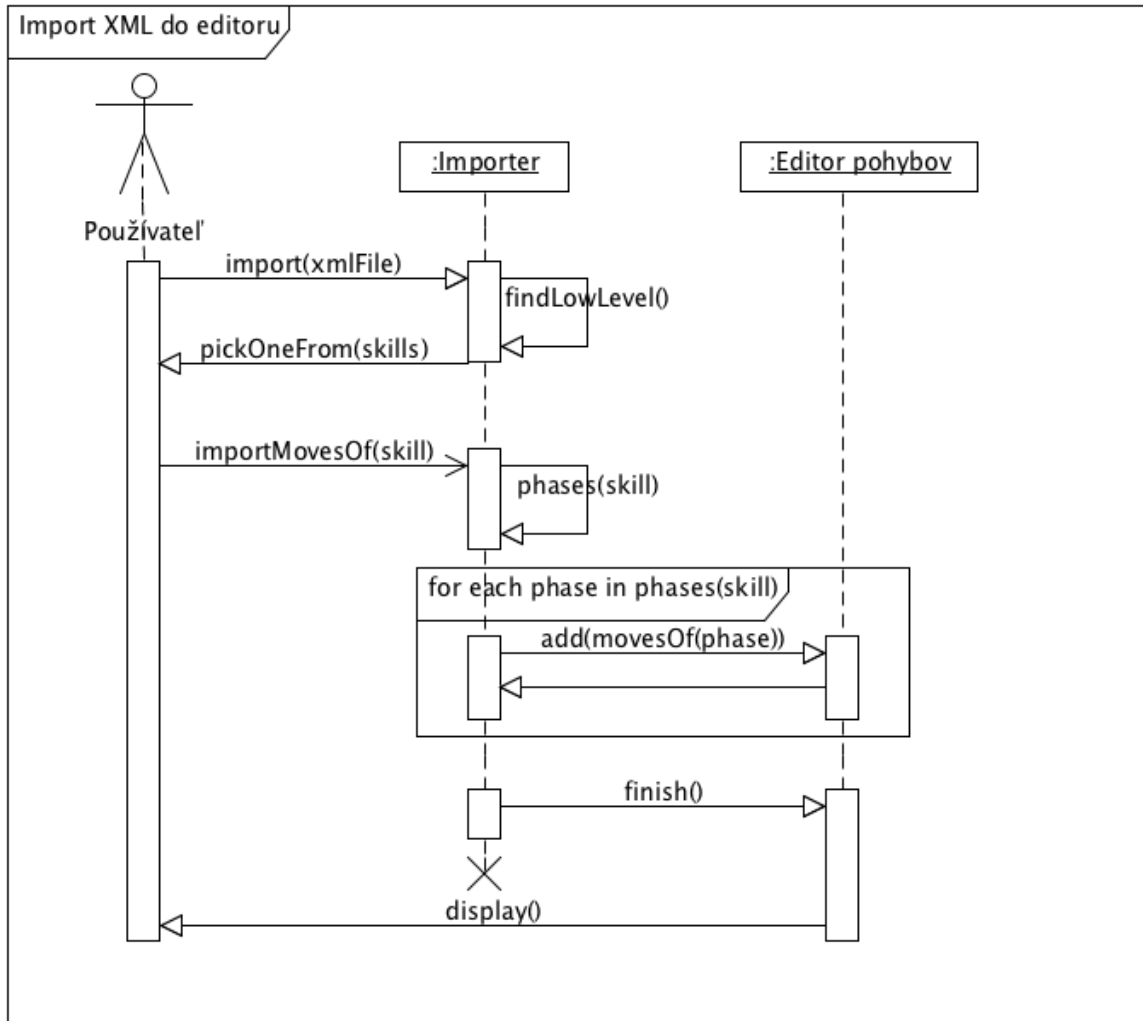 Import XML do editoru
:Importer
:Editor pohybov
Používateľ
import(xmlFile)
findLowLevel()
pickOneFrom(skills)
importMovesOf(skill)
phases(skill)
for each phase in phases(skill)
add(movesOf(phase))
finish()
display()